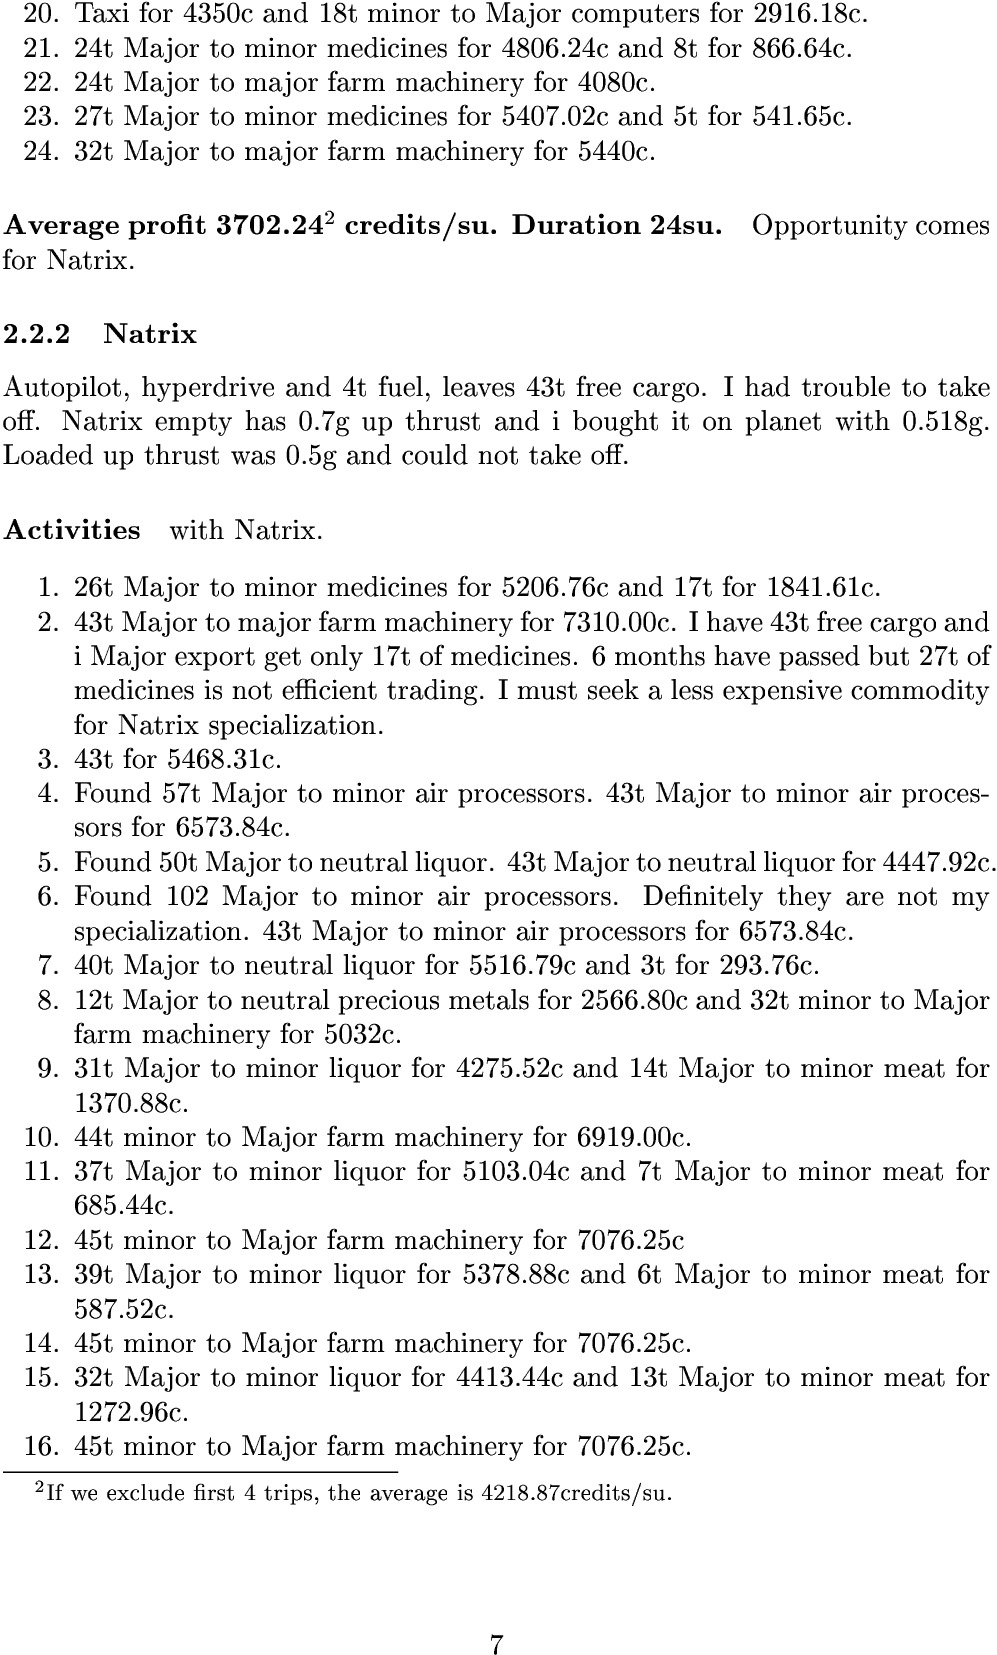 20. Taxi for 4350c and 18t minor to Major computers for 2916.18c.
21. 24t Major to minor medicines for 4806.24c and 8t for 866.64c.
22. 24t Major to major farm machinery for 4080c.
23. 27t Major to minor medicines for 5407.02c and 5t for 541.65c.
24. 32t Major to major farm machinery for 5440c.
Average profit 3702.24² credits/su. Duration 24su. Opportunity comes
for Natrix.
2.2.2 Natrix
Autopilot, hyperdrive and 4t fuel, leaves 43t free cargo. I had trouble to take
off. Natrix empty has 0.7g up thrust and i bought it on planet with 0.518g.
Loaded up thrust was 0.5g and could not take off.
Activities with Natrix.
1. 26t Major to minor medicines for 5206.76c and 17t for 1841.61c.
2. 43t Major to major farm machinery for 7310.00c. I have 43t free cargo and
i Major export get only 17t of medicines. 6 months have passed but 27t of
medicines is not efficient trading. I must seek a less expensive commodity
for Natrix specialization.
3. 43t for 5468.31c.
4. Found 57t Major to minor air processors. 43t Major to minor air proces-
sors for 6573.84c.
5. Found 50t Major to neutral liquor. 43t Major to neutral liquor for 4447.92c.
6. Found 102 Major to minor air processors. Definitely they are not my
specialization. 43t Major to minor air processors for 6573.84c.
7. 40t Major to neutral liquor for 5516.79c and 3t for 293.76c.
8. 12t Major to neutral precious metals for 2566.80c and 32t minor to Major
farm machinery for 5032c.
9. 31t Major to minor liquor for 4275.52c and 14t Major to minor meat for
1370.88c.
10. 44t minor to Major farm machinery for 6919.00c.
11. 37t Major to minor liquor for 5103.04c and 7t Major to minor meat for
685.44c.
12. 45t minor to Major farm machinery for 7076.25c
13. 39t Major to minor liquor for 5378.88c and 6t Major to minor meat for
587.52c.
14. 45t minor to Major farm machinery for 7076.25c.
15. 32t Major to minor liquor for 4413.44c and 13t Major to minor meat for
1272.96c.
16. 45t minor to Major farm machinery for 7076.25c.
²If we exclude first 4 trips, the average is 4218.87credits/su.
7